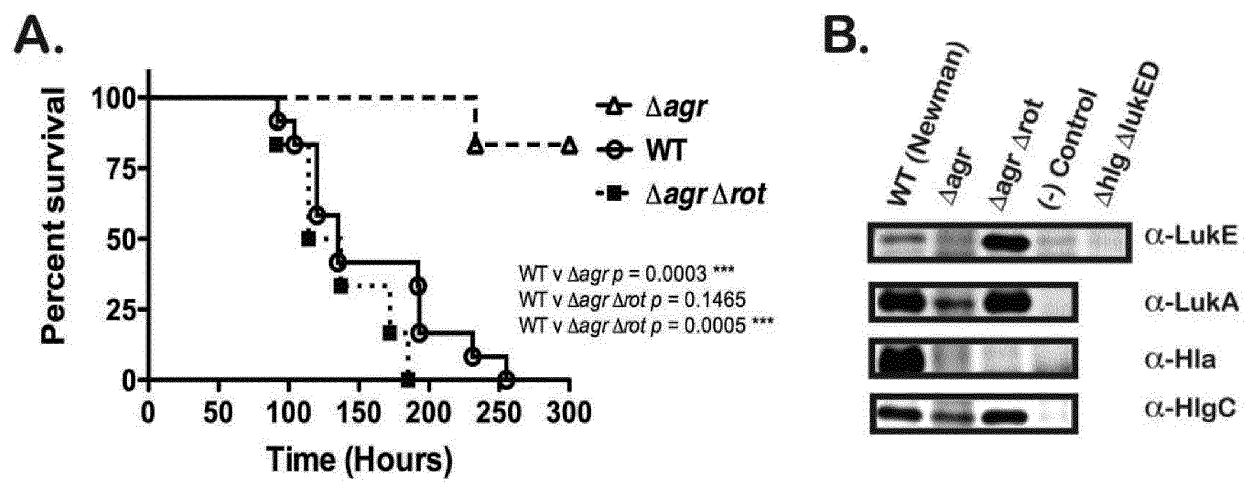 A.
Percent survival
100
75
50
25
0
0 50 100 150 200 250 300
Time (Hours)
Δagr
WT
Δagr Δrot
WT v Δagr p = 0.0003 ***
WT v Δagr Δrot p = 0.1465
WT v Δagr Δrot p = 0.0005 ***
B.
WT (Newman)
Δagr
Δagr Δrot
(-) Control
Δhlg ΔlukED
α-LukE
α-LukA
α-Hla
α-HlgC